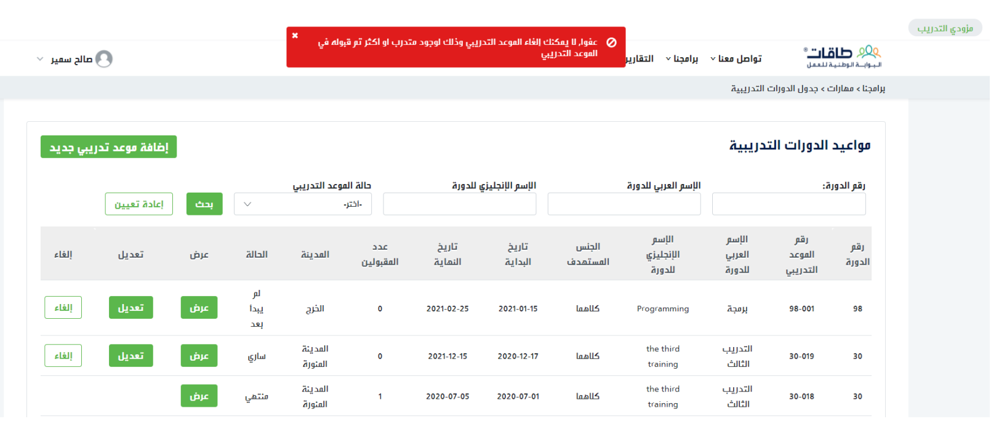 مزودي التدريب
عفوا، لا يمكنك إلغاء الموعد التدريبي وذلك لوجود متدرب او أكثر تم قبوله في
الموعد التدريبي
طاقات
البوابة الوطنية للعمل
تواصل معنا
برامجنا
التقارير
صالح سمير
برامجنا > مهارات > جدول الدورات التدريبية
مواعيد الدورات التدريبية
إضافة موعد تدريبي جديد
رقم الدورة:
الإسم العربي للدورة
الإسم الإنجليزي للدورة
حالة الموعد التدريبي
-اختر-
بحث
إعادة تعيين
رقم الدورة
رقم الموعد التدريبي
الإسم العربي للدورة
الإسم الإنجليزي للدورة
الجنس المستهدف
تاريخ البداية
تاريخ النهاية
عدد المقبولين
المدينة
الحالة
عرض
تعديل
إلغاء
98 98-001 برمجة Programming كلاهما 2021-01-15 2021-02-25 0 الخرج لم يبدأ بعد عرض تعديل إلغاء
30 30-019 التدريب الثالث the third training كلاهما 2020-12-17 2021-12-15 0 المدينة المنورة ساري عرض تعديل إلغاء
30 30-018 التدريب الثالث the third training كلاهما 2020-07-01 2020-07-05 1 المدينة المنورة منتهي عرض